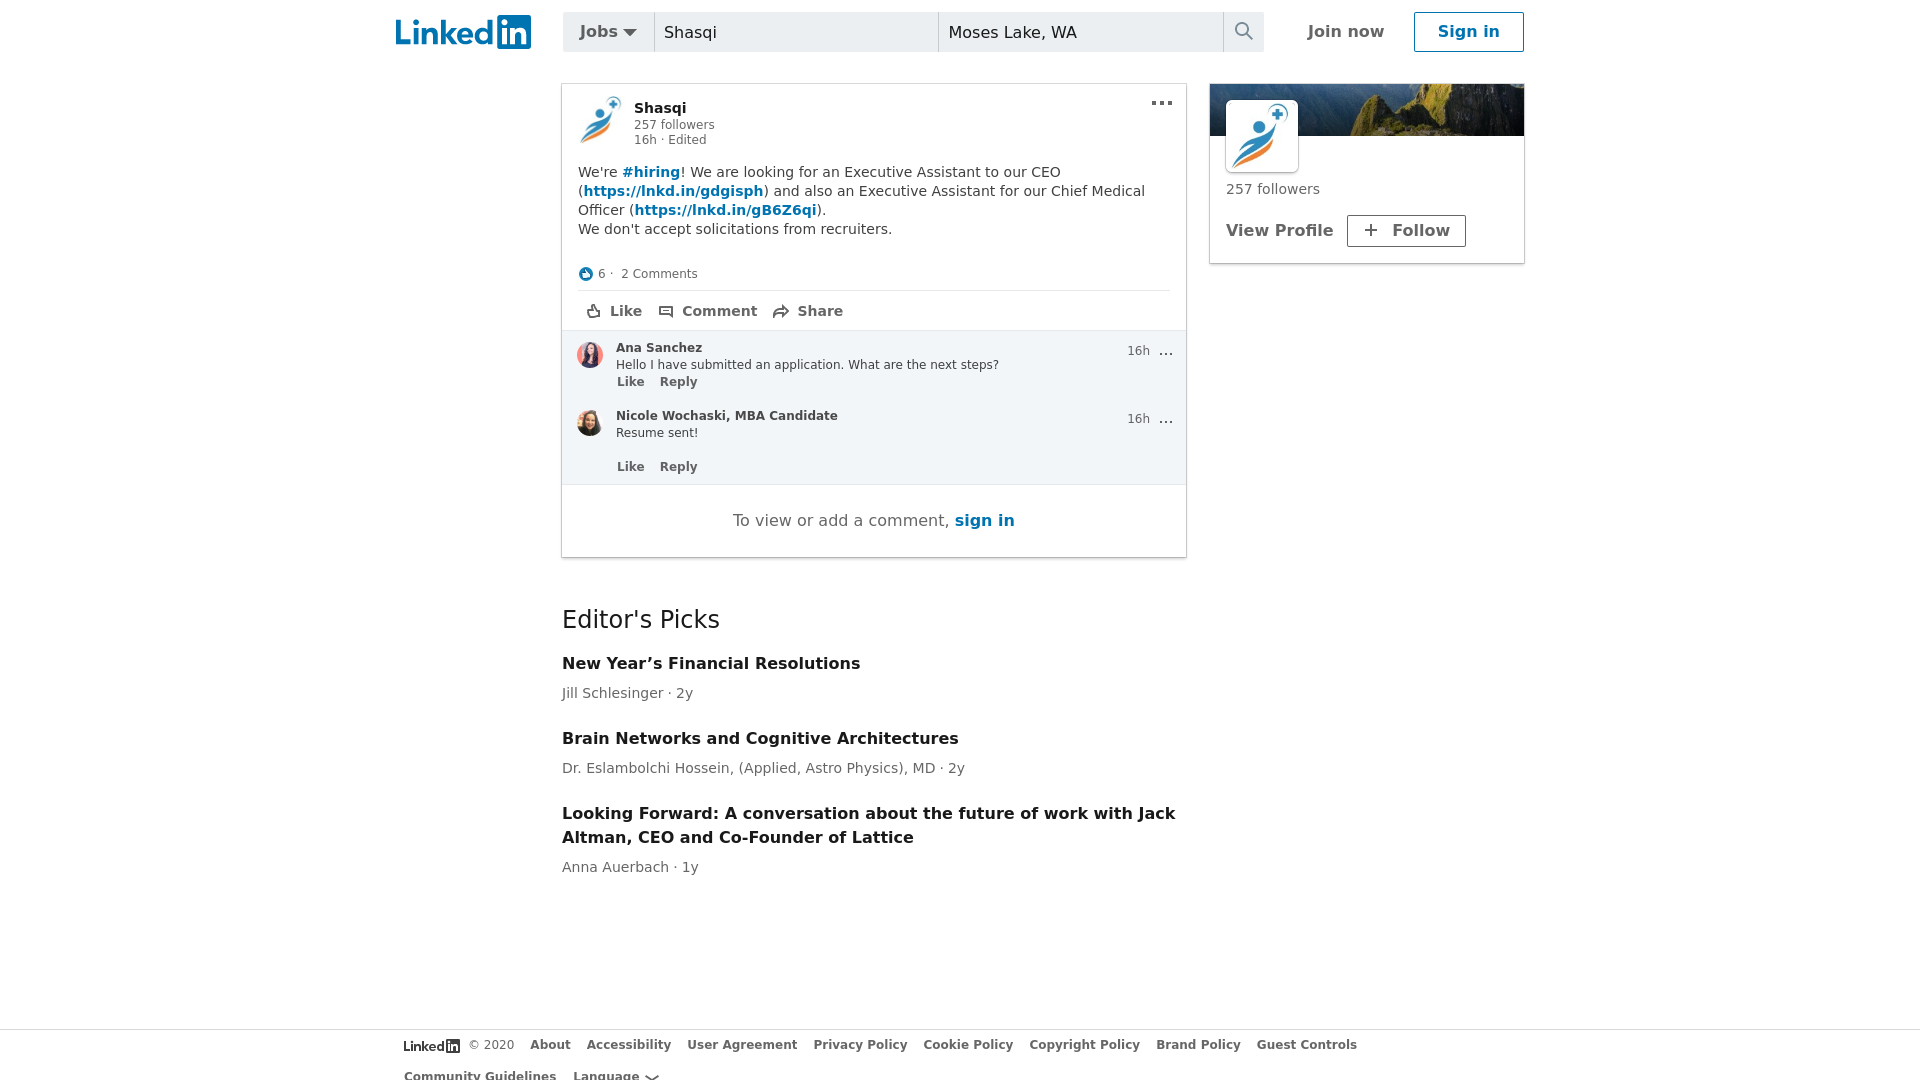 Linked in
Jobs
Shasqi
Moses Lake, WA
Join now
Sign in
Shasqi
257 followers
16h · Edited
We're #hiring! We are looking for an Executive Assistant to our CEO
(https://lnkd.in/gdgisph) and also an Executive Assistant for our Chief Medical
Officer (https://lnkd.in/gB6Z6qi).
We don't accept solicitations from recruiters.
6 · 2 Comments
Like Comment Share
Ana Sanchez
16h ...
Hello I have submitted an application. What are the next steps?
Like Reply
Nicole Wochaski, MBA Candidate
16h ...
Resume sent!
Like Reply
To view or add a comment, sign in
257 followers
View Profile
+ Follow
Editor's Picks
New Year’s Financial Resolutions
Jill Schlesinger · 2y
Brain Networks and Cognitive Architectures
Dr. Eslambolchi Hossein, (Applied, Astro Physics), MD · 2y
Looking Forward: A conversation about the future of work with Jack
Altman, CEO and Co-Founder of Lattice
Anna Auerbach · 1y
Linked in © 2020 About Accessibility User Agreement Privacy Policy Cookie Policy Copyright Policy Brand Policy Guest Controls
Community Guidelines Language